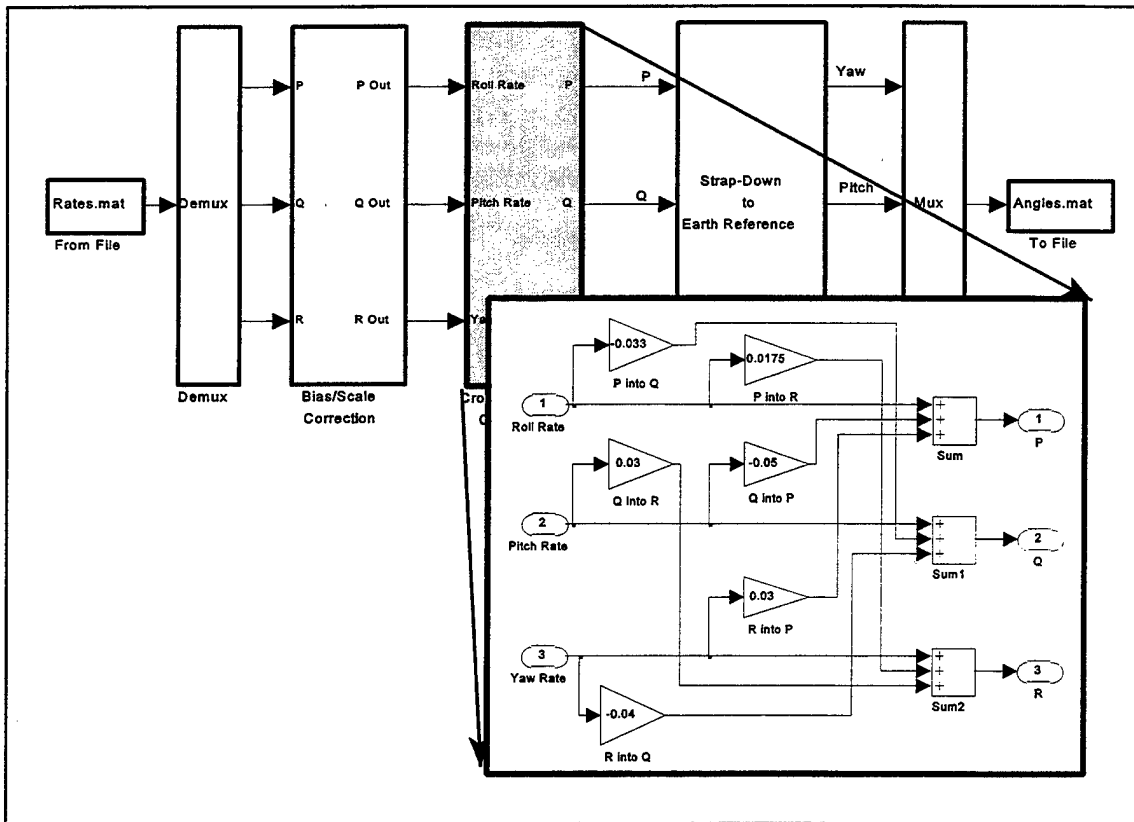 Rates.mat
From File
Demux
Demux
P
Q
R
P Out
Q Out
R Out
Bias/Scale
Correction
Roll Rate
Pitch Rate
P
Q
P
Q
Strap-Down
to
Earth Reference
Yaw
Pitch
Mux
Angles.mat
To File
-0.033
P into Q
0.0175
P into R
1
Roll Rate
0.03
Q into R
-0.05
Q into P
2
Pitch Rate
0.03
R into P
3
Yaw Rate
-0.04
R into Q
+
+
+
Sum
1
P
+
+
+
Sum1
2
Q
+
+
+
Sum2
3
R